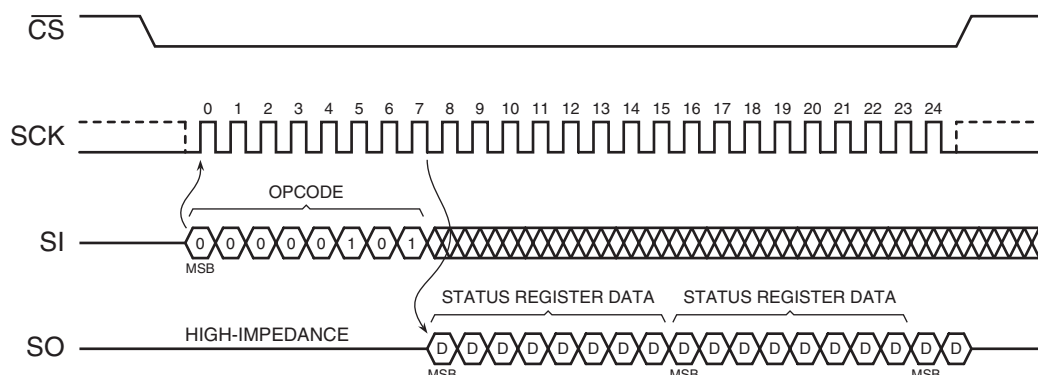 CS
0 1 2 3 4 5 6 7 8 9 10 11 12 13 14 15 16 17 18 19 20 21 22 23 24
SCK
OPCODE
SI 0 0 0 0 0 1 0 1
MSB
STATUS REGISTER DATA STATUS REGISTER DATA
HIGH-IMPEDANCE
SO D D D D D D D D D D D D D D D D D D
MSB MSB MSB